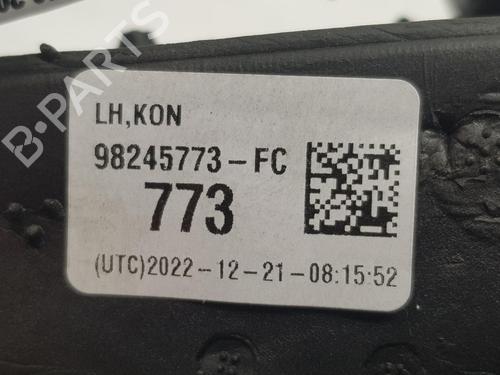 B-PARTS
LH,KON
98245773-FC
773
(UTC)2022-12-21-08:15:52